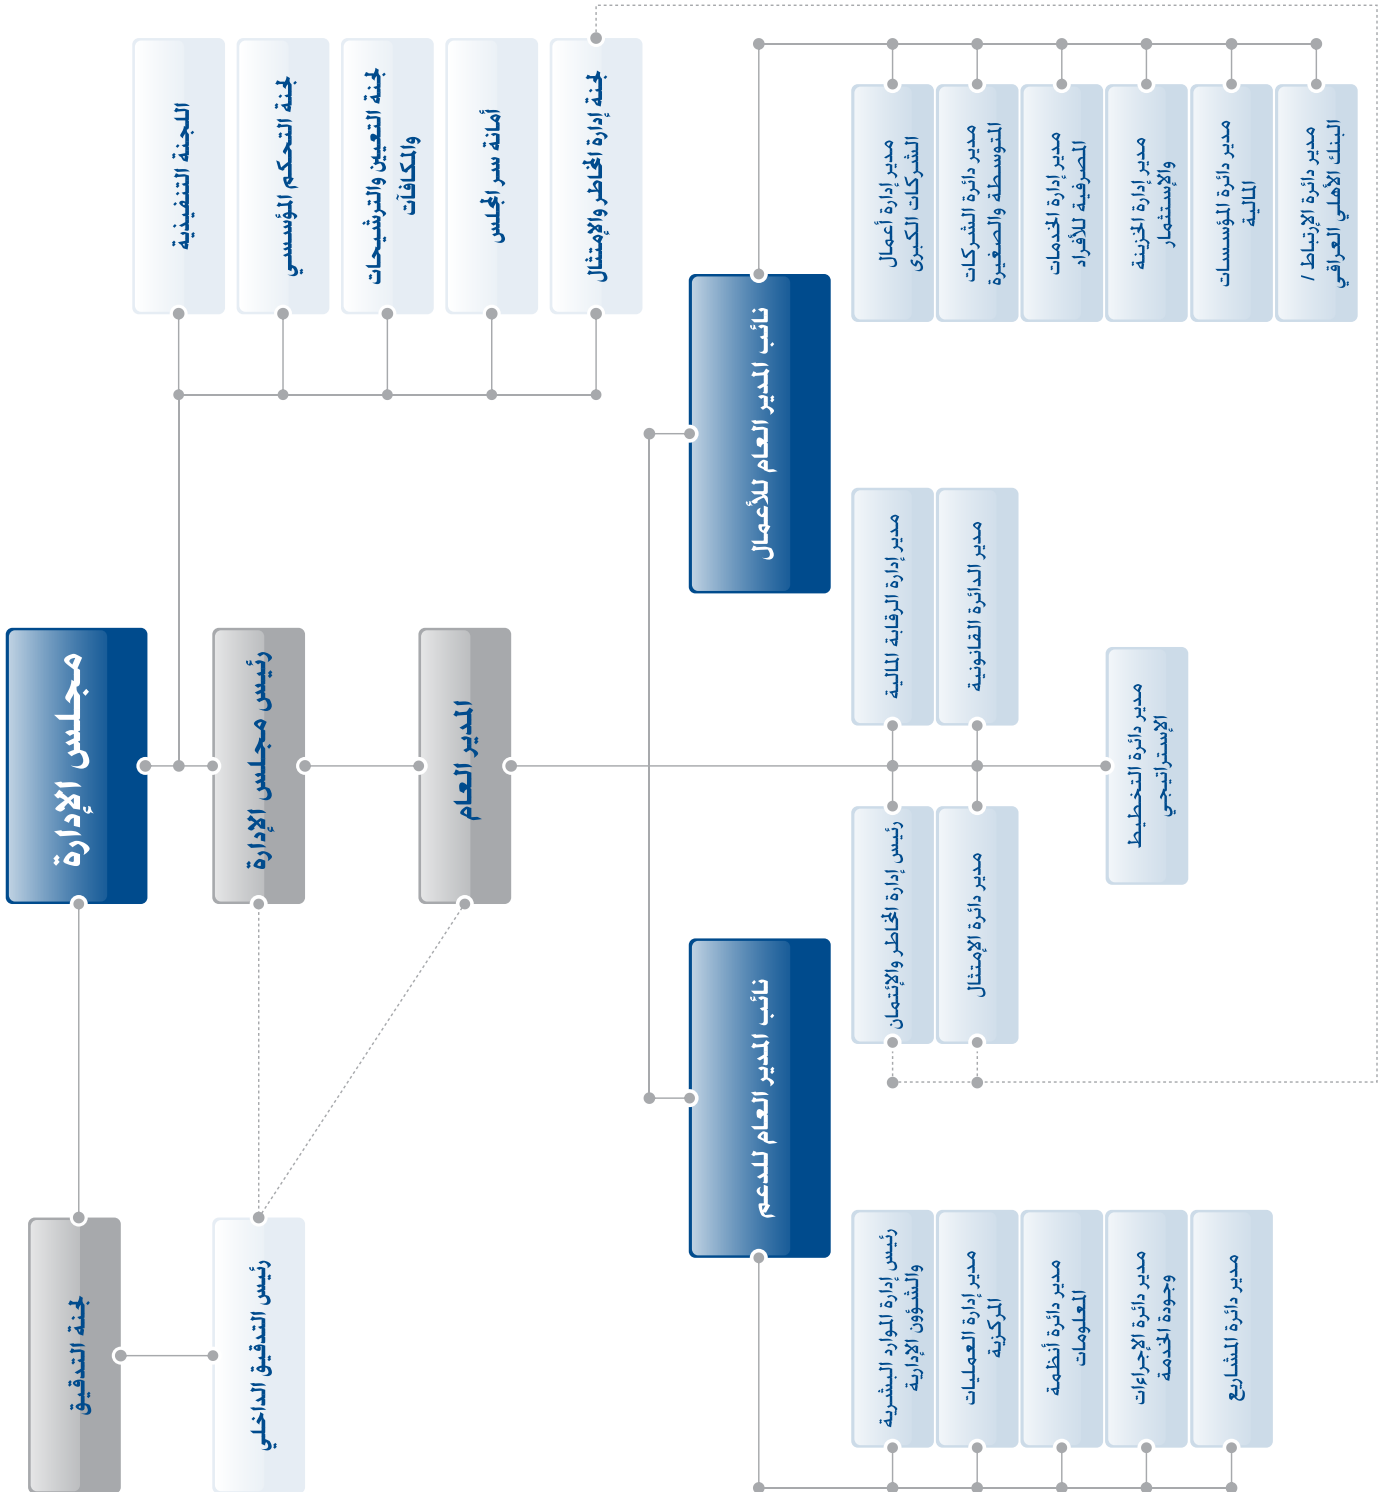 مجلس الإدارة
رئيس مجلس الإدارة
المدير العام
لجنة التدقيق
رئيس التدقيق الداخلي
اللجنة التنفيذية
لجنة التحكم المؤسسي
لجنة التعيين والترشيحات
والمكافآت
أمانة سر المجلس
لجنة إدارة المخاطر والإمتثال
نائب المدير العام للأعمال
مدير إدارة أعمال
الشركات الكبرى
مدير دائرة الشركات
المتوسطة والصغيرة
مدير إدارة الخدمات
المصرفية للأفراد
مدير إدارة الخزينة
والإستثمار
مدير دائرة المؤسسات
المالية
مدير دائرة الإرتباط /
البنك الأهلي العراقي
مدير إدارة الرقابة المالية
مدير الدائرة القانونية
رئيس إدارة المخاطر والإئتمان
مدير دائرة الإمتثال
مدير دائرة التخطيط
الإستراتيجي
نائب المدير العام للدعم
رئيس إدارة الموارد البشرية
والشؤون الإدارية
مدير إدارة العمليات
المركزية
مدير دائرة أنظمة
المعلومات
مدير دائرة الإجراءات
وجودة الخدمة
مدير دائرة المشاريع